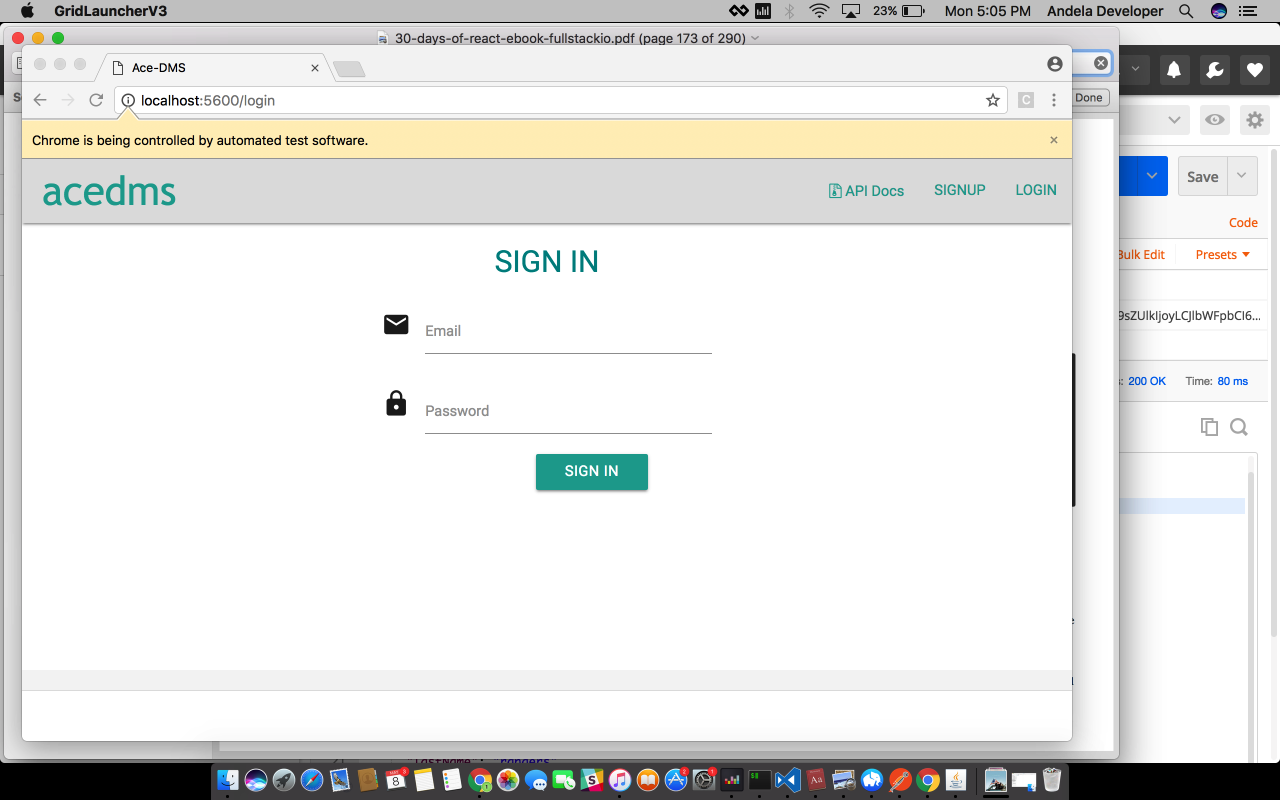 GridLauncherV3 23% Mon 5:05 PM Andela Developer
30-days-of-react-ebook-fullstackio.pdf (page 173 of 290)
Ace-DMS
localhost:5600/login
Done
Chrome is being controlled by automated test software.
acedms API Docs SIGNUP LOGIN
Save
Code
Bulk Edit Presets
SIGN IN
9sZUlkIjoyLCJlbWFpbCI6...
Email
200 OK Time: 80 ms
Password
SIGN IN